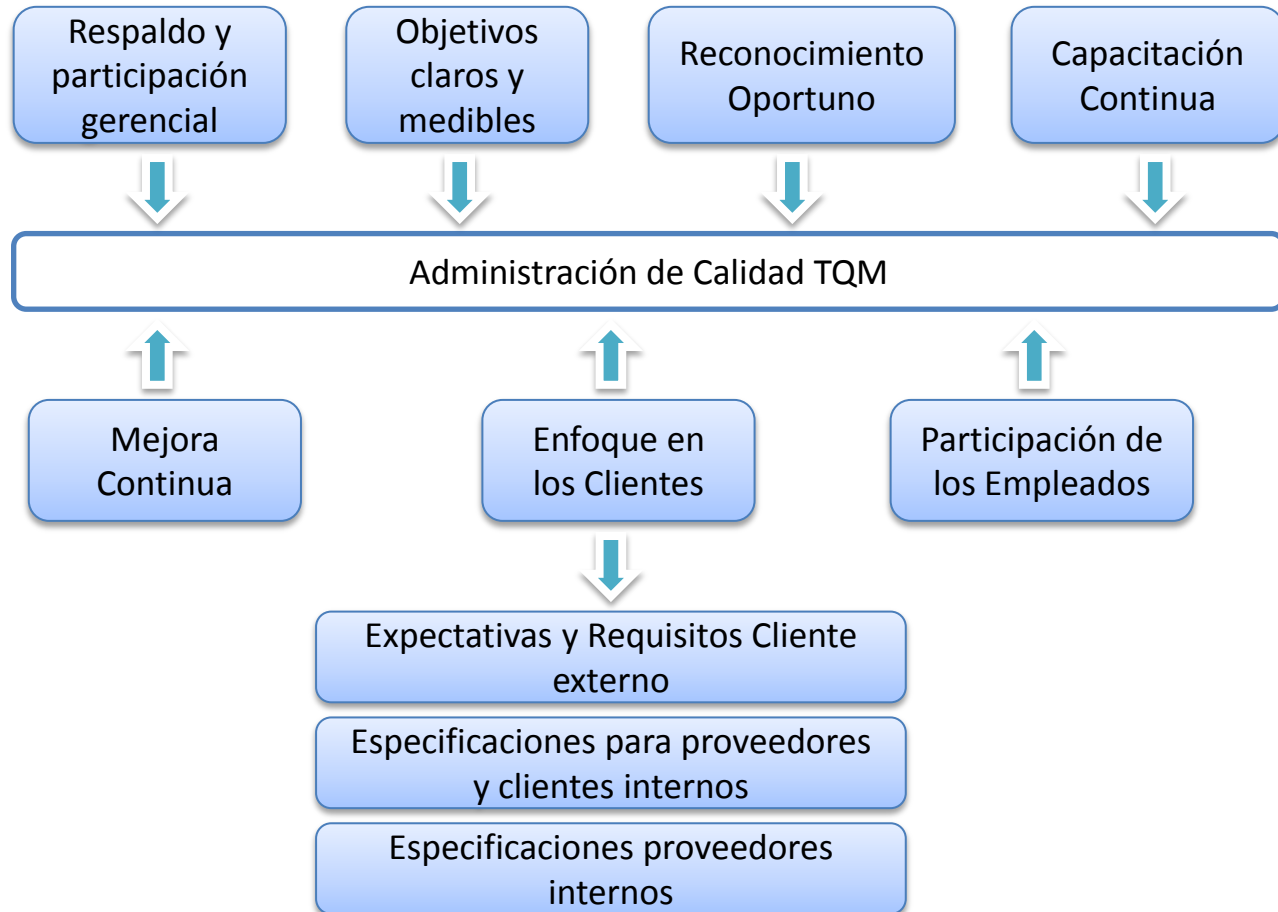 Respaldo y
participación
gerencial
Objetivos
claros y
medibles
Reconocimiento
Oportuno
Capacitación
Continua
Administración de Calidad TQM
Mejora
Continua
Enfoque en
los Clientes
Participación de
los Empleados
Expectativas y Requisitos Cliente
externo
Especificaciones para proveedores
y clientes internos
Especificaciones proveedores
internos